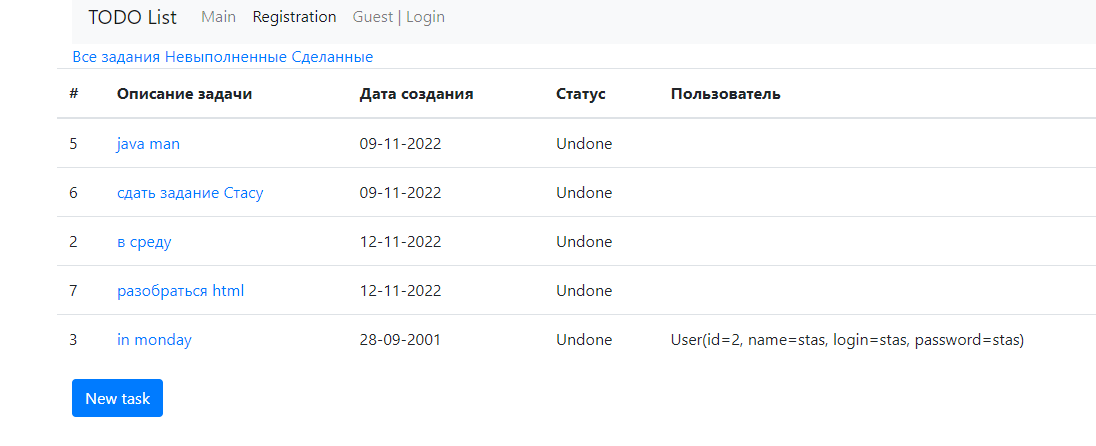 TODO List Main Registration Guest | Login
Все задания Невыполненные Сделанные
# Описание задачи Дата создания Статус Пользователь
5 java man 09-11-2022 Undone
6 сдать задание Стасу 09-11-2022 Undone
2 в среду 12-11-2022 Undone
7 разобраться html 12-11-2022 Undone
3 in monday 28-09-2001 Undone User(id=2, name=stas, login=stas, password=stas)
New task